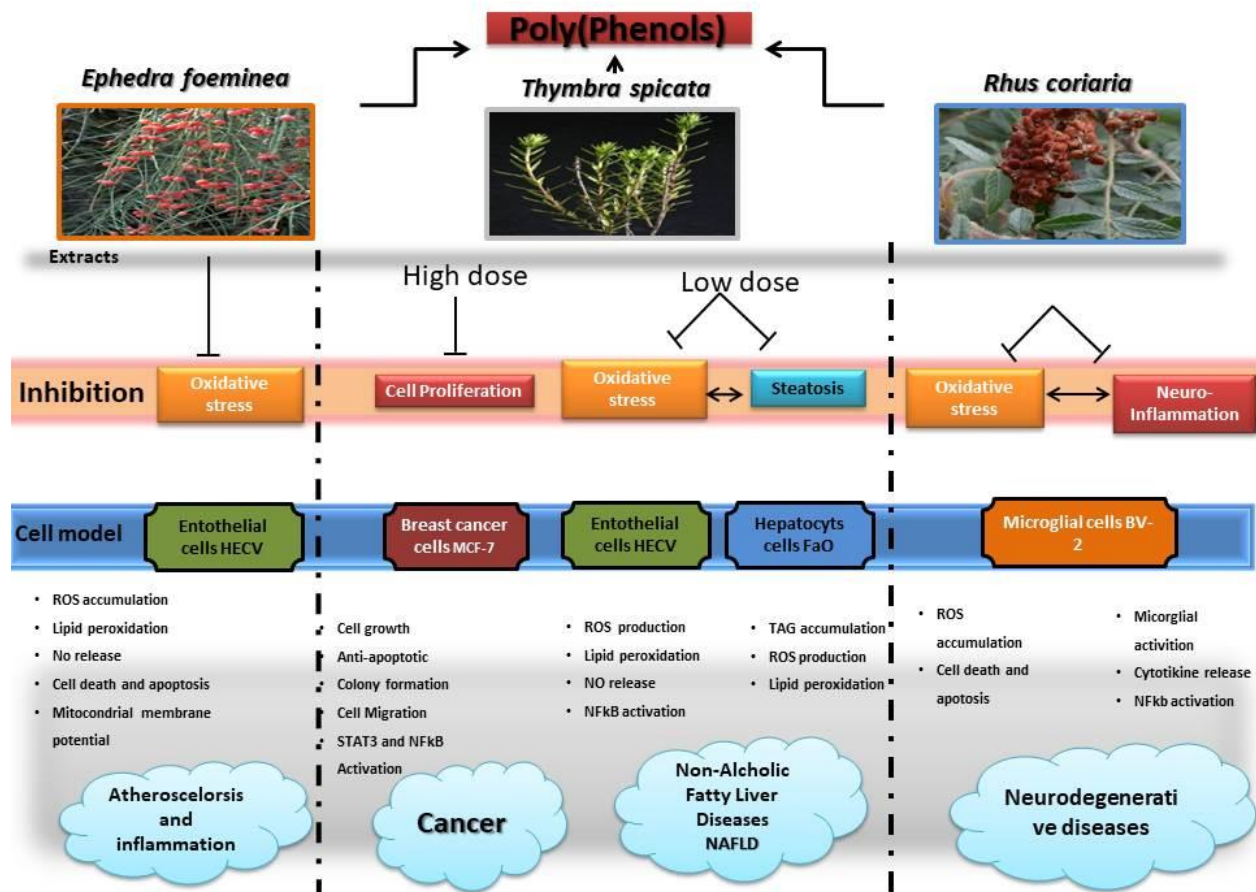 Poly(Phenols)
Ephedra foeminea
Thymbra spicata
Rhus coriaria
Extracts
High dose
Low dose
Inhibition
Oxidative
stress
Cell Proliferation
Oxidative
stress
Steatosis
Oxidative
stress
Neuro-
Inflammation
Cell model
Entothelial
cells HECV
Breast cancer
cells MCF-7
Entothelial
cells HECV
Hepatocyts
cells FaO
Microglial cells BV-
2
• ROS accumulation
• Lipid peroxidation
• No release
• Cell death and apoptosis
• Mitocondrial membrane
potential
• Cell growth
• Anti-apoptotic
• Colony formation
• Cell Migration
• STAT3 and NFkB
Activation
• ROS production
• Lipid peroxidation
• NO release
• NFkB activation
• TAG accumulation
• ROS production
• Lipid peroxidation
• ROS
accumulation
• Cell death and
apotosis
• Micorglial
activition
• Cytotikine release
• NFkb activation
Atheroscelorsis
and
inflammation
Cancer
Non-Alcholic
Fatty Liver
Diseases
NAFLD
Neurodegenerati
ve diseases